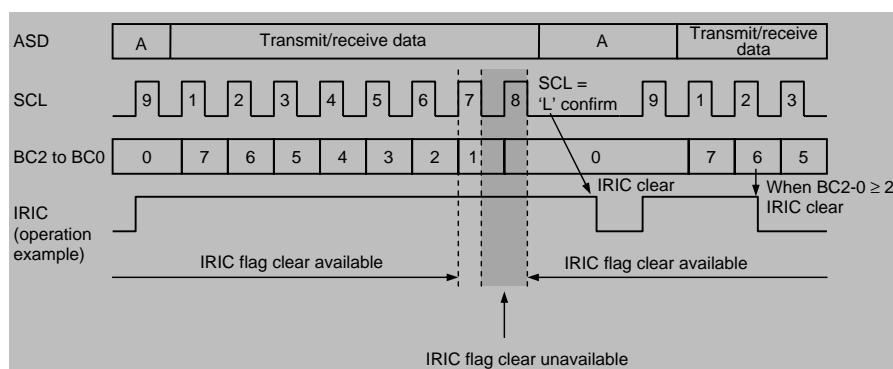 ASD A Transmit/receive data A Transmit/receive data
SCL 9 1 2 3 4 5 6 7 8 SCL = 'L' confirm 9 1 2 3
BC2 to BC0 0 7 6 5 4 3 2 1 0 7 6 5
IRIC (operation example)
IRIC clear
When BC2-0 ≥ 2 IRIC clear
IRIC flag clear available
IRIC flag clear available
IRIC flag clear unavailable